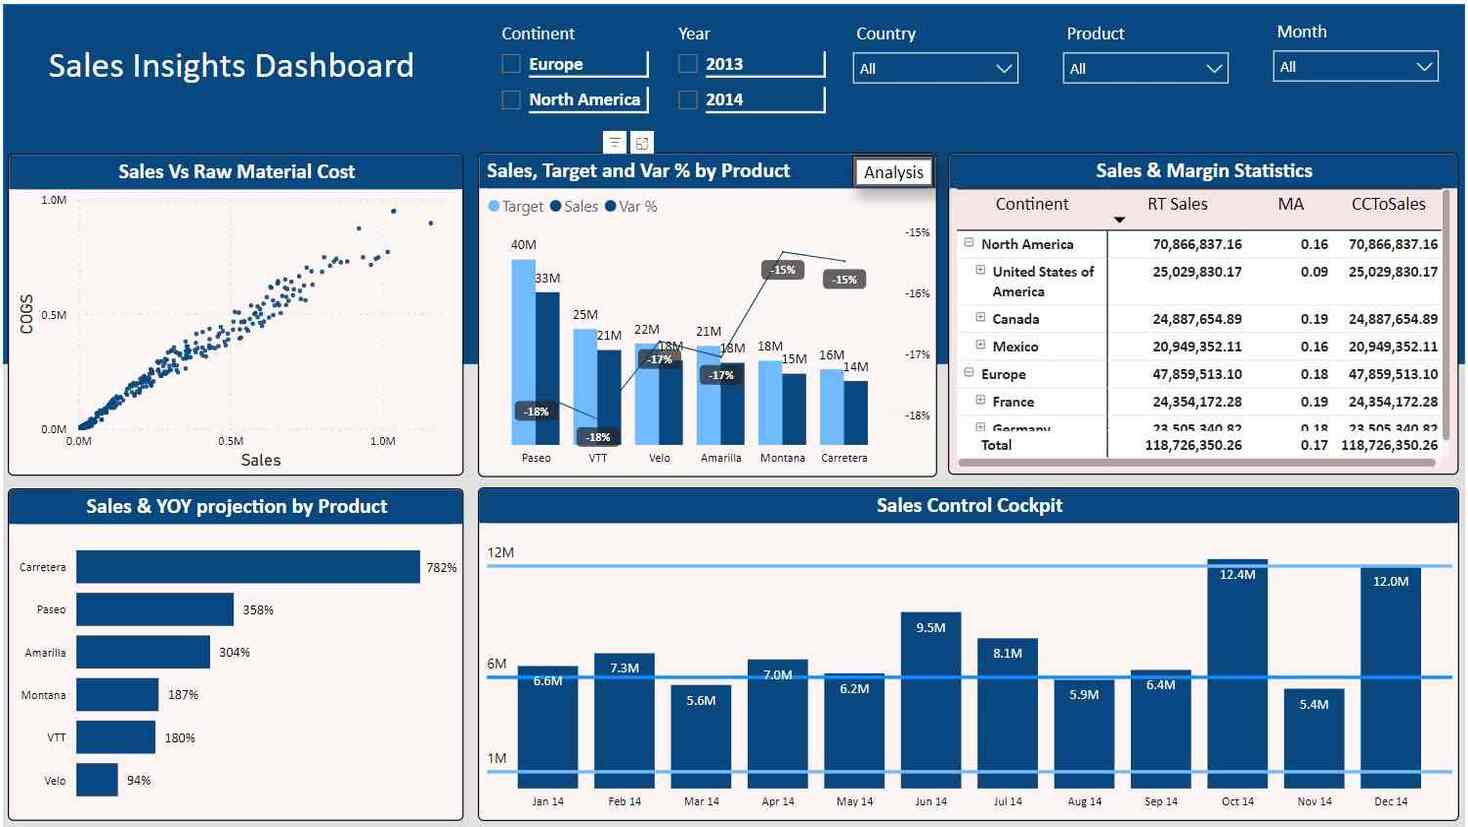 Sales Insights Dashboard
Continent
Europe
North America
Year
2013
2014
Country
All
Product
All
Month
All
Sales Vs Raw Material Cost
1.0M
0.5M
0.0M
COGS
0.0M 0.5M 1.0M
Sales
Sales, Target and Var % by Product
Analysis
Target Sales Var %
40M
33M
25M
21M
22M
18M
21M
18M
18M
15M
16M
14M
-18%
-18%
-17%
-17%
-15%
-15%
-15%
-16%
-17%
-18%
Paseo VTT Velo Amarilla Montana Carretera
Sales & Margin Statistics
Continent RT Sales MA CCToSales
North America 70,866,837.16 0.16 70,866,837.16
United States of 25,029,830.17 0.09 25,029,830.17
America
Canada 24,887,654.89 0.19 24,887,654.89
Mexico 20,949,352.11 0.16 20,949,352.11
Europe 47,859,513.10 0.18 47,859,513.10
France 24,354,172.28 0.19 24,354,172.28
Germany 23,505,340.82 0.18 23,505,340.82
Total 118,726,350.26 0.17 118,726,350.26
Sales & YOY projection by Product
Carretera 782%
Paseo 358%
Amarilla 304%
Montana 187%
VTT 180%
Velo 94%
Sales Control Cockpit
12M
6M
1M
6.6M
7.3M
5.6M
7.0M
6.2M
9.5M
8.1M
5.9M
6.4M
12.4M
5.4M
12.0M
Jan 14 Feb 14 Mar 14 Apr 14 May 14 Jun 14 Jul 14 Aug 14 Sep 14 Oct 14 Nov 14 Dec 14